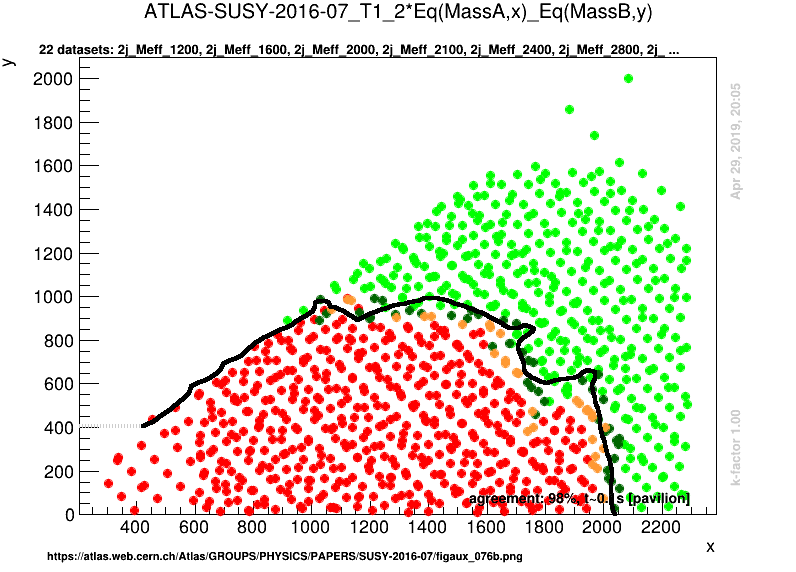 ATLAS-SUSY-2016-07_T1_2*Eq(MassA,x)_Eq(MassB,y)
22 datasets: 2j_Meff_1200, 2j_Meff_1600, 2j_Meff_2000, 2j_Meff_2100, 2j_Meff_2400, 2j_Meff_2800, 2j_ ...
y
2000
1800
1600
1400
1200
1000
800
600
400
200
0
Apr 29, 2019, 20:05
k-factor 1.00
agreement: 98%, t~0. s [pavilion]
400 600 800 1000 1200 1400 1600 1800 2000 2200
x
https://atlas.web.cern.ch/Atlas/GROUPS/PHYSICS/PAPERS/SUSY-2016-07/figaux_076b.png